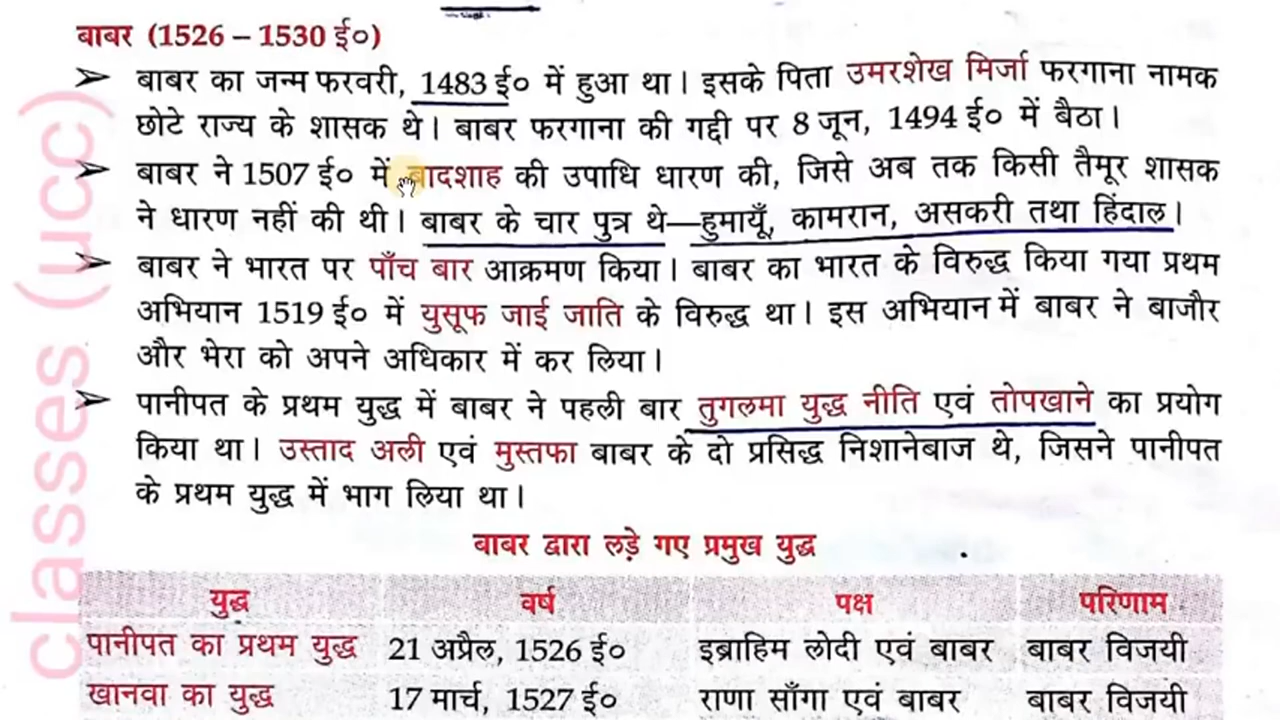 बाबर (1526 – 1530 ई०)
➢ बाबर का जन्म फरवरी, 1483 ई० में हुआ था। इसके पिता उमरशेख मिर्जा फरगाना नामक
छोटे राज्य के शासक थे। बाबर फरगाना की गद्दी पर 8 जून, 1494 ई० में बैठा।
➢ बाबर ने 1507 ई० में बादशाह की उपाधि धारण की, जिसे अब तक किसी तैमूर शासक
ने धारण नहीं की थी। बाबर के चार पुत्र थे—हुमायूँ, कामरान, असकरी तथा हिंदाल।
➢ बाबर ने भारत पर पाँच बार आक्रमण किया। बाबर का भारत के विरुद्ध किया गया प्रथम
अभियान 1519 ई० में युसूफ जाई जाति के विरुद्ध था। इस अभियान में बाबर ने बाजौर
और भेरा को अपने अधिकार में कर लिया।
➢ पानीपत के प्रथम युद्ध में बाबर ने पहली बार तुगलमा युद्ध नीति एवं तोपखाने का प्रयोग
किया था। उस्ताद अली एवं मुस्तफा बाबर के दो प्रसिद्ध निशानेबाज थे, जिसने पानीपत
के प्रथम युद्ध में भाग लिया था।
बाबर द्वारा लड़े गए प्रमुख युद्ध
युद्ध वर्ष पक्ष परिणाम
पानीपत का प्रथम युद्ध 21 अप्रैल, 1526 ई० इब्राहिम लोदी एवं बाबर बाबर विजयी
खानवा का युद्ध 17 मार्च, 1527 ई० राणा साँगा एवं बाबर बाबर विजयी
classes (ucc)